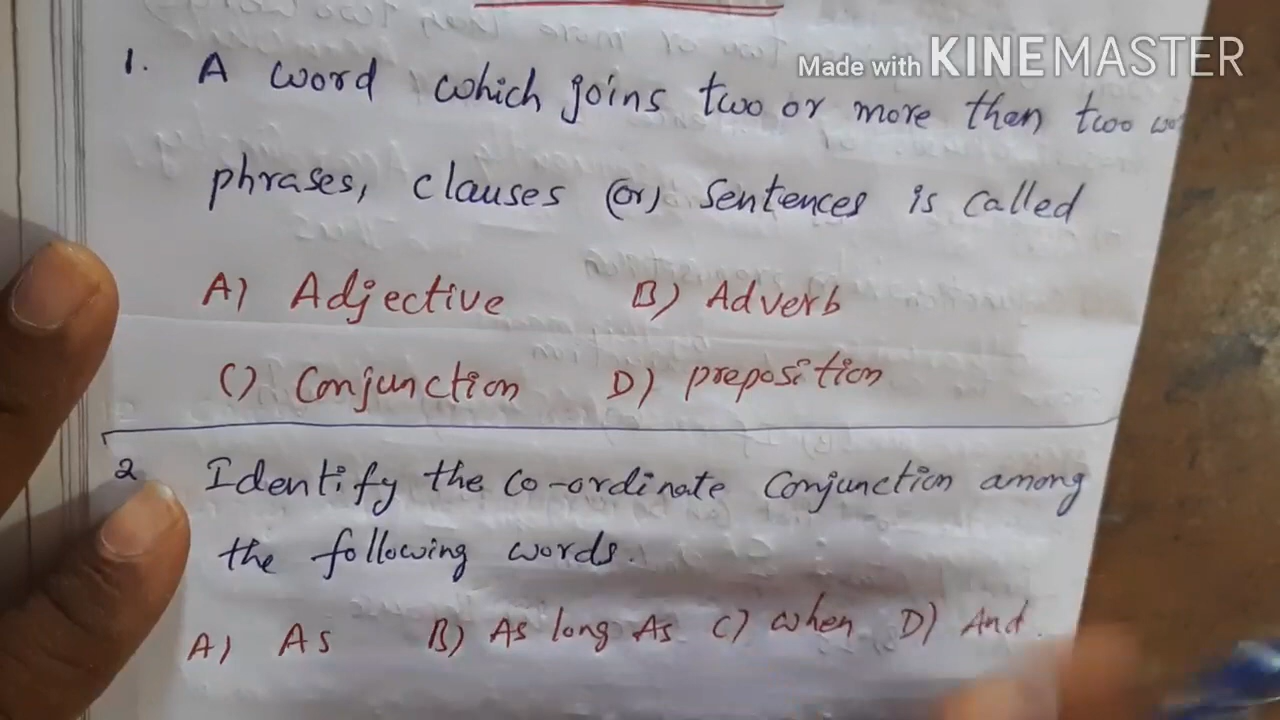 Made with KINEMASTER
1. A word which joins two or more than two
phrases, clauses (or) sentences is called
A) Adjective B) Adverb
C) Conjunction D) preposition
2 Identify the co-ordinate conjunction among
the following words.
A) As B) As long As C) when D) And.